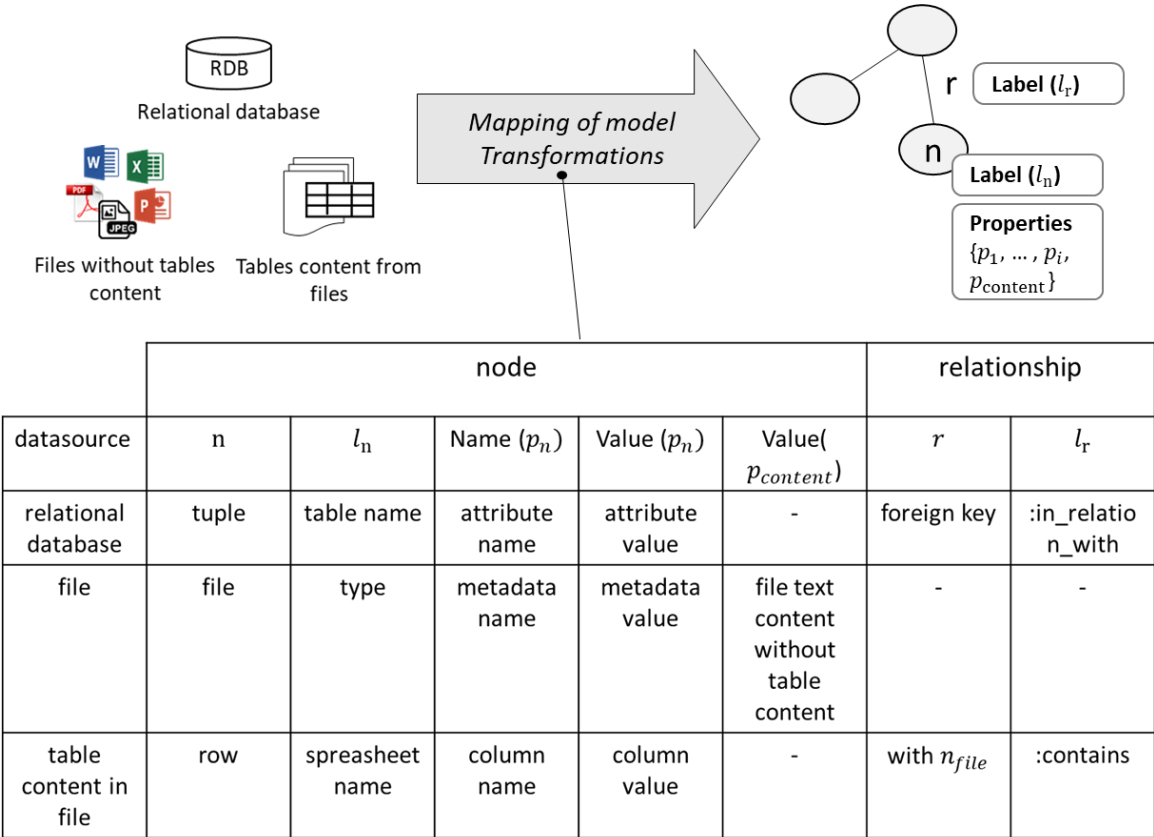 RDB
Relational database
W
X
PDF
P
JPEG
Files without tables
content
Tables content from
files
Mapping of model
Transformations
r
Label (lᵣ)
n
Label (lₙ)
Properties
{p₁, … , pᵢ,
p_content}
node
relationship
datasource
n
lₙ
Name (pₙ)
Value (pₙ)
Value(
p_content)
r
lᵣ
relational
database
tuple
table name
attribute
name
attribute
value
-
foreign key
:in_relatio
n_with
file
file
type
metadata
name
metadata
value
file text
content
without
table
content
-
-
table
content in
file
row
spreasheet
name
column
name
column
value
-
with n_file
:contains